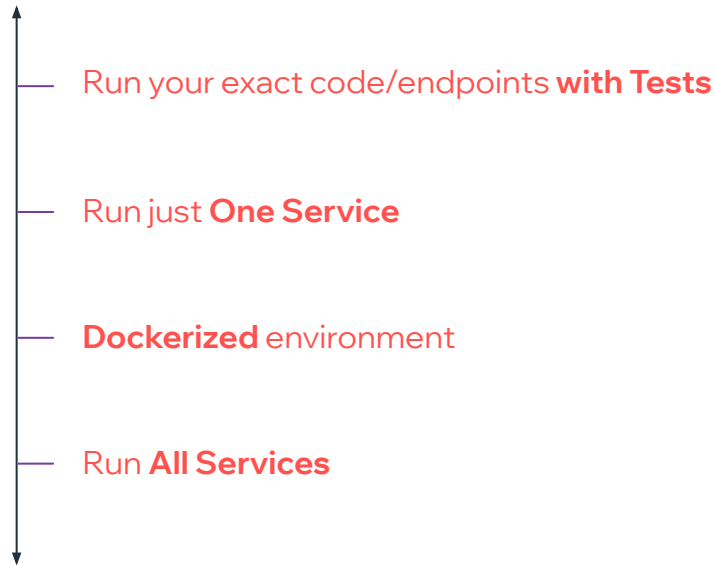 Run your exact code/endpoints with Tests
Run just One Service
Dockerized environment
Run All Services